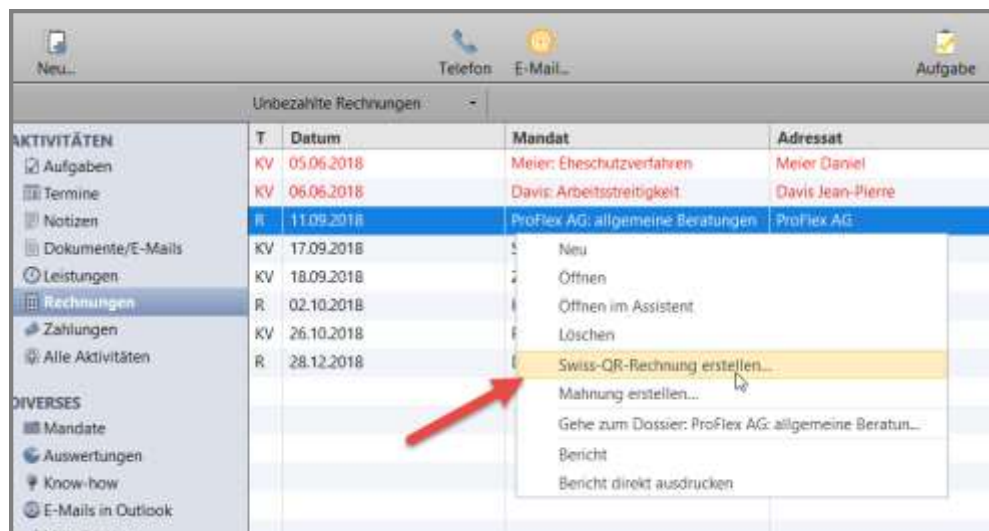 Neu...
Telefon
E-Mail...
Aufgabe
Unbezahlte Rechnungen
AKTIVITÄTEN
Aufgaben
Termine
Notizen
Dokumente/E-Mails
Leistungen
Rechnungen
Zahlungen
Alle Aktivitäten
DIVERSES
Mandate
Auswertungen
Know-how
E-Mails in Outlook
T Datum Mandat Adressat
KV 05.06.2018 Meier: Eheschutzverfahren Meier Daniel
KV 06.06.2018 Davis: Arbeitsstreitigkeit Davis Jean-Pierre
R 11.09.2018 ProFlex AG: allgemeine Beratungen ProFlex AG
KV 17.09.2018
KV 18.09.2018
R 02.10.2018
KV 26.10.2018
R 28.12.2018
Neu
Öffnen
Öffnen im Assistent
Löschen
Swiss-QR-Rechnung erstellen...
Mahnung erstellen...
Gehe zum Dossier: ProFlex AG: allgemeine Beratun...
Bericht
Bericht direkt ausdrucken